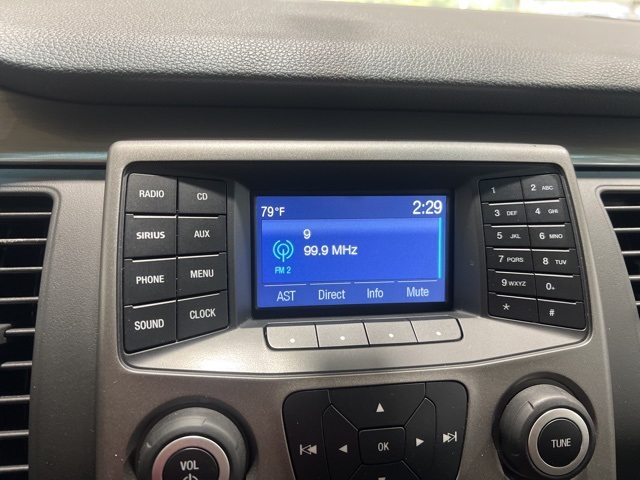 RADIO CD
SIRIUS AUX
PHONE MENU
SOUND CLOCK
79°F 2:29
9
99.9 MHz
FM 2
AST Direct Info Mute
1 2 ABC
3 DEF 4 GHI
5 JKL 6 MNO
7 PQRS 8 TUV
9 WXYZ 0
* #
OK
VOL
TUNE